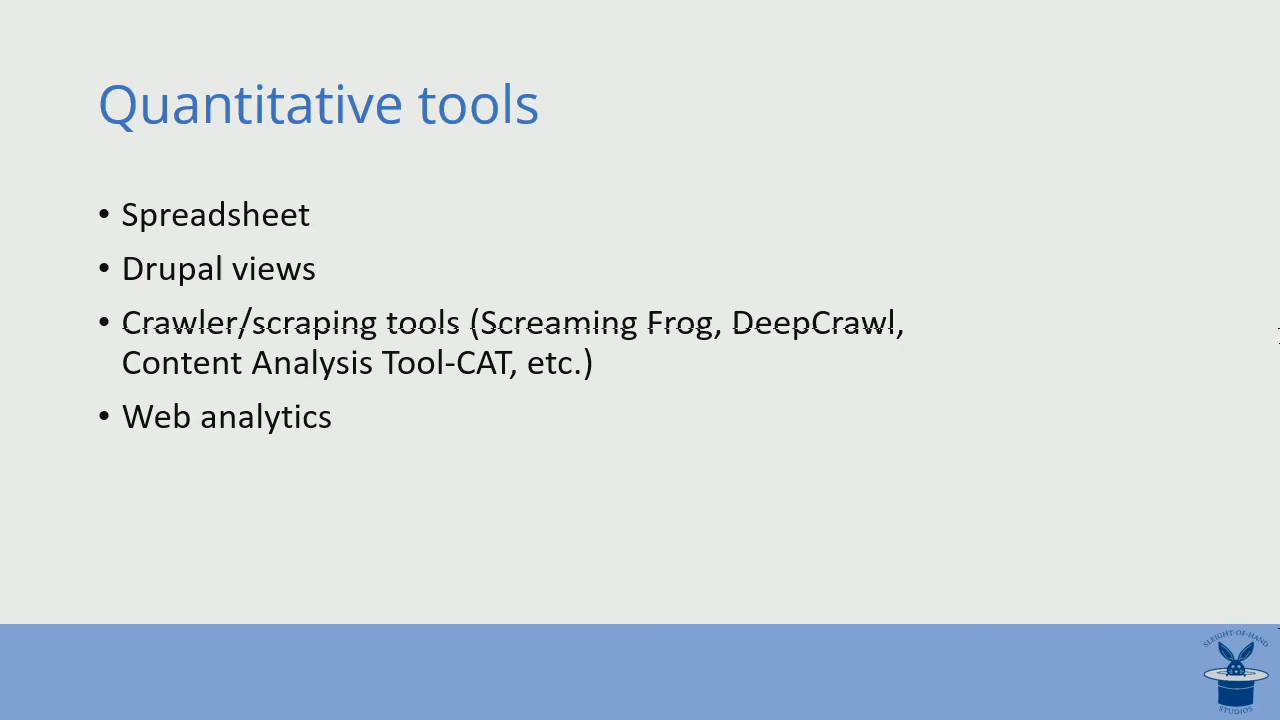 Quantitative tools
• Spreadsheet
• Drupal views
• Crawler/scraping tools (Screaming Frog, DeepCrawl,
Content Analysis Tool-CAT, etc.)
• Web analytics
SLEIGHT-OF-HAND
STUDIOS